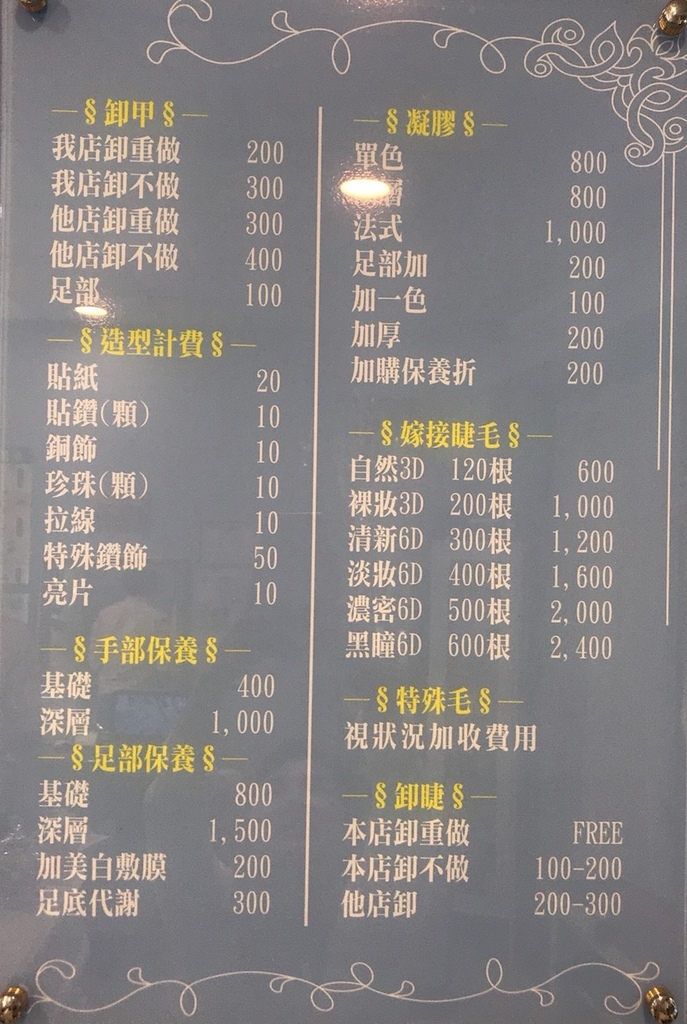 § 卸甲 §
我店卸重做 200
我店卸不做 300
他店卸重做 300
他店卸不做 400
足部 100
§ 造型計費 §
貼紙 20
貼鑽(顆) 10
銅飾 10
珍珠(顆) 10
拉線 10
特殊鑽飾 50
亮片 10
§ 手部保養 §
基礎 400
深層 1,000
§ 足部保養 §
基礎 800
深層 1,500
加美白敷膜 200
足底代謝 300
§ 凝膠 §
單色 800
層 800
法式 1,000
足部加 200
加一色 100
加厚 200
加購保養折 200
§ 嫁接睫毛 §
自然3D 120根 600
裸妝3D 200根 1,000
清新6D 300根 1,200
淡妝6D 400根 1,600
濃密6D 500根 2,000
黑瞳6D 600根 2,400
§ 特殊毛 §
視狀況加收費用
§ 卸睫 §
本店卸重做 FREE
本店卸不做 100-200
他店卸 200-300